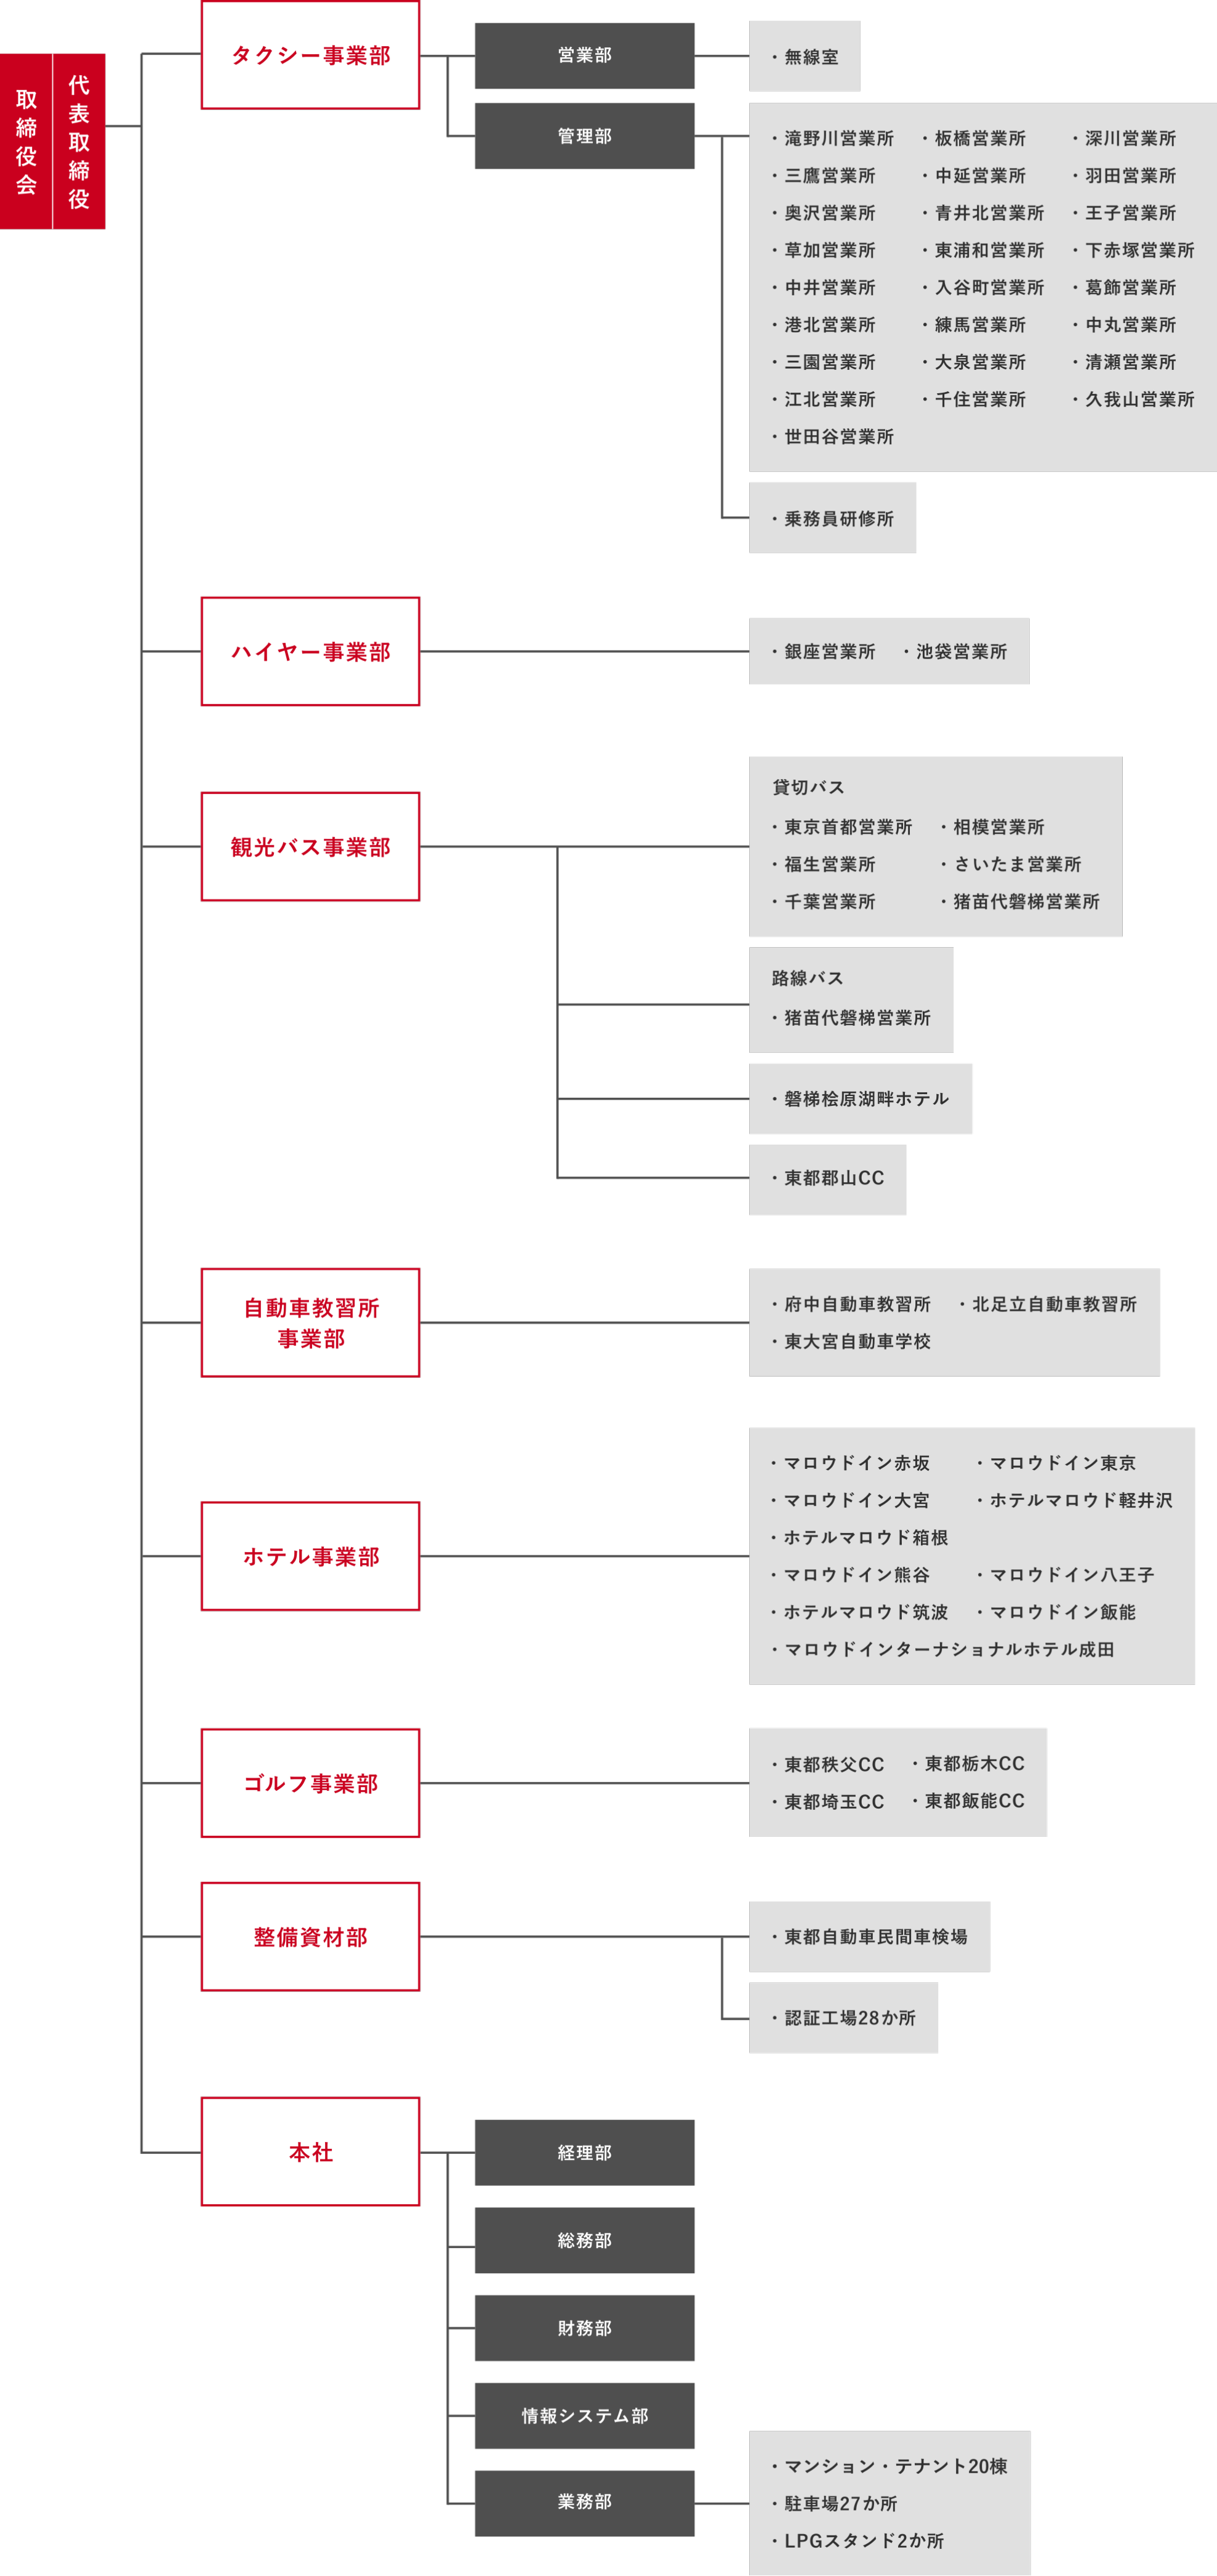 取締役会
代表取締役
タクシー事業部
営業部
・無線室
管理部
・滝野川営業所 ・板橋営業所 ・深川営業所
・三鷹営業所 ・中延営業所 ・羽田営業所
・奥沢営業所 ・青井北営業所 ・王子営業所
・草加営業所 ・東浦和営業所 ・下赤塚営業所
・中井営業所 ・入谷町営業所 ・葛飾営業所
・港北営業所 ・練馬営業所 ・中丸営業所
・三園営業所 ・大泉営業所 ・清瀬営業所
・江北営業所 ・千住営業所 ・久我山営業所
・世田谷営業所
・乗務員研修所
ハイヤー事業部
・銀座営業所 ・池袋営業所
観光バス事業部
貸切バス
・東京首都営業所 ・相模営業所
・福生営業所 ・さいたま営業所
・千葉営業所 ・猪苗代磐梯営業所
路線バス
・猪苗代磐梯営業所
・磐梯桧原湖畔ホテル
・東都郡山CC
自動車教習所
事業部
・府中自動車教習所 ・北足立自動車教習所
・東大宮自動車学校
ホテル事業部
・マロウドイン赤坂 ・マロウドイン東京
・マロウドイン大宮 ・ホテルマロウド軽井沢
・ホテルマロウド箱根
・マロウドイン熊谷 ・マロウドイン八王子
・ホテルマロウド筑波 ・マロウドイン飯能
・マロウドインターナショナルホテル成田
ゴルフ事業部
・東都秩父CC ・東都栃木CC
・東都埼玉CC ・東都飯能CC
整備資材部
・東都自動車民間車検場
・認証工場28か所
本社
経理部
総務部
財務部
情報システム部
業務部
・マンション・テナント20棟
・駐車場27か所
・LPGスタンド2か所